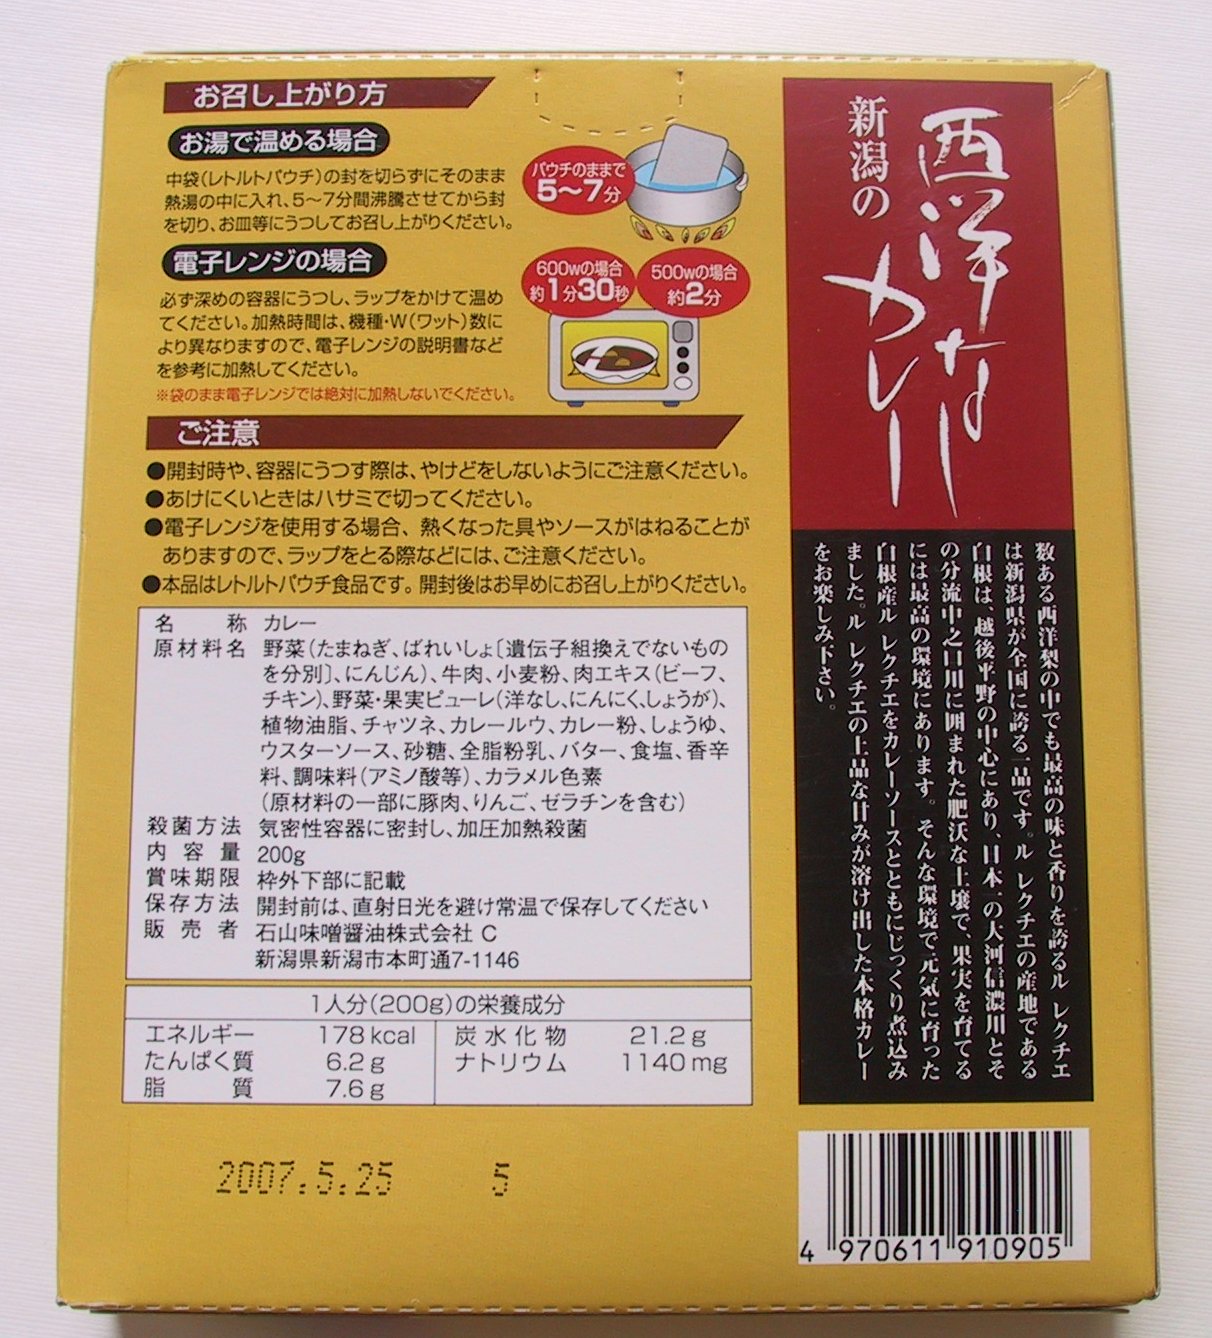 お召し上がり方
お湯で温める場合
中袋(レトルトパウチ)の封を切らずにそのまま
熱湯の中に入れ、5〜7分間沸騰させてから封
を切り、お皿等にうつしてお召し上がりください。
パウチのままで
5〜7分
電子レンジの場合
必ず深めの容器にうつし、ラップをかけて温め
てください。加熱時間は、機種・W(ワット)数に
より異なりますので、電子レンジの説明書など
を参考に加熱してください。
※袋のまま電子レンジでは絶対に加熱しないでください。
600wの場合
約1分30秒
500wの場合
約2分
ご注意
●開封時や、容器にうつす際は、やけどをしないようにご注意ください。
●あけにくいときはハサミで切ってください。
●電子レンジを使用する場合、熱くなった具やソースがはねることが
ありますので、ラップをとる際などには、ご注意ください。
●本品はレトルトパウチ食品です。開封後はお早めにお召し上がりください。
名称 カレー
原材料名 野菜(たまねぎ、ばれいしょ〔遺伝子組換えでないもの
を分別〕、にんじん)、牛肉、小麦粉、肉エキス(ビーフ、
チキン)、野菜・果実ピューレ(洋なし、にんにく、しょうが)、
植物油脂、チャツネ、カレールウ、カレー粉、しょうゆ、
ウスターソース、砂糖、全脂粉乳、バター、食塩、香辛
料、調味料(アミノ酸等)、カラメル色素
(原材料の一部に豚肉、りんご、ゼラチンを含む)
殺菌方法 気密性容器に密封し、加圧加熱殺菌
内容量 200g
賞味期限 枠外下部に記載
保存方法 開封前は、直射日光を避け常温で保存してください
販売者 石山味噌醤油株式会社 C
新潟県新潟市本町通7-1146
1人分(200g)の栄養成分
エネルギー 178kcal
たんぱく質 6.2g
脂質 7.6g
炭水化物 21.2g
ナトリウム 1140mg
2007.5.25 5
新潟の
西洋なし
カレー
数ある西洋梨の中でも最高の味と香りを誇るル レクチエ
は新潟県が全国に誇る一品です。ル レクチエの産地である
白根は、越後平野の中心にあり、日本一の大河信濃川とそ
の分流中之口川に囲まれた肥沃な土壌で、果実を育てる
には最高の環境にあります。そんな環境で元気に育った
白根産ル レクチエをカレーソースとともにじっくり煮込み
ました。ル レクチエの上品な甘みが溶け出した本格カレー
をお楽しみ下さい。
4 970611 910905